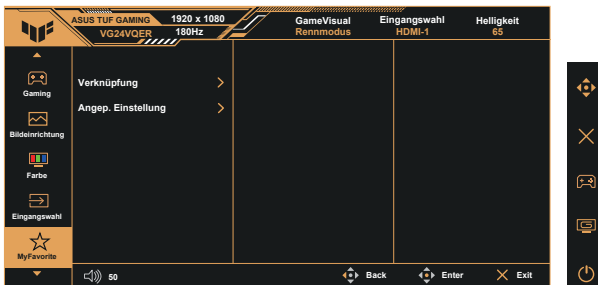 ASUS TUF GAMING 1920 x 1080
VG24VQER 180Hz
GameVisual
Rennmodus
Eingangswahl
HDMI-1
Helligkeit
65
Gaming
Bildeinrichtung
Farbe
Eingangswahl
MyFavorite
Verknüpfung
Angep. Einstellung
50
Back
Enter
Exit